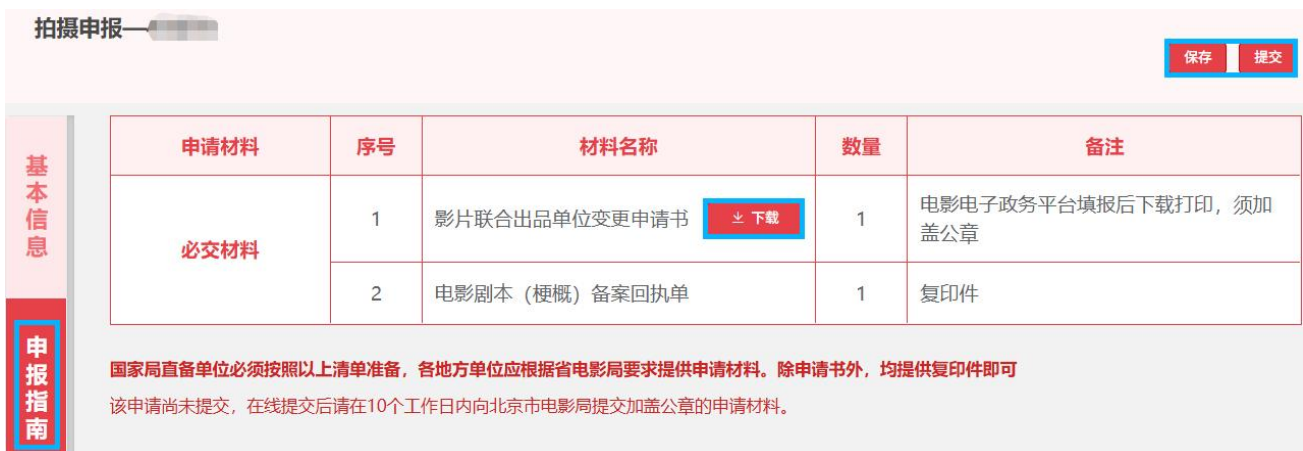 拍摄申报—
保存 提交
基本信息
申请材料 序号 材料名称 数量 备注
必交材料
1 影片联合出品单位变更申请书 下载 1 电影电子政务平台填报后下载打印，须加
盖公章
2 电影剧本（梗概）备案回执单 1 复印件
申报指南
国家局直备单位必须按照以上清单准备，各地方单位应根据省电影局要求提供申请材料。除申请书外，均提供复印件即可
该申请尚未提交，在线提交后请在10个工作日内向北京市电影局提交加盖公章的申请材料。